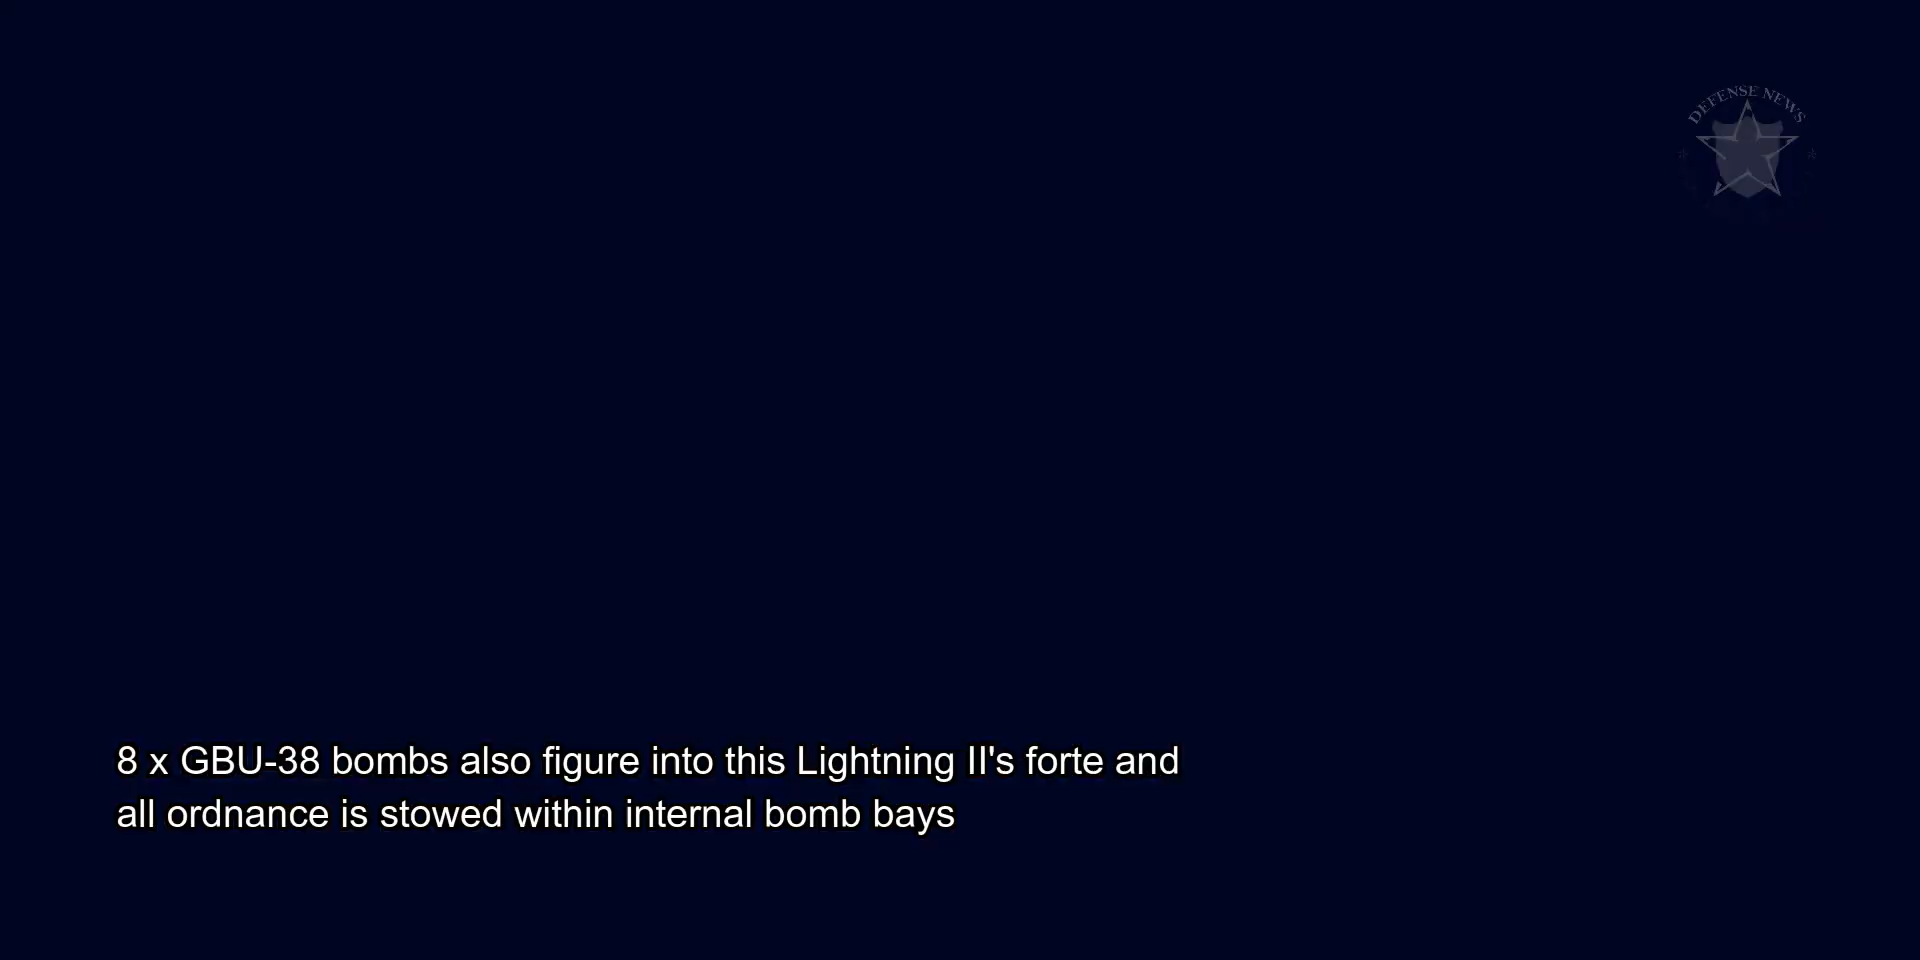 DEFENSE NEWS
8 x GBU-38 bombs also figure into this Lightning II's forte and
all ordnance is stowed within internal bomb bays